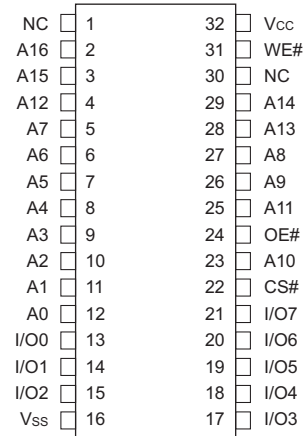 NC 1 32 Vcc
A16 2 31 WE#
A15 3 30 NC
A12 4 29 A14
A7 5 28 A13
A6 6 27 A8
A5 7 26 A9
A4 8 25 A11
A3 9 24 OE#
A2 10 23 A10
A1 11 22 CS#
A0 12 21 I/O7
I/O0 13 20 I/O6
I/O1 14 19 I/O5
I/O2 15 18 I/O4
Vss 16 17 I/O3